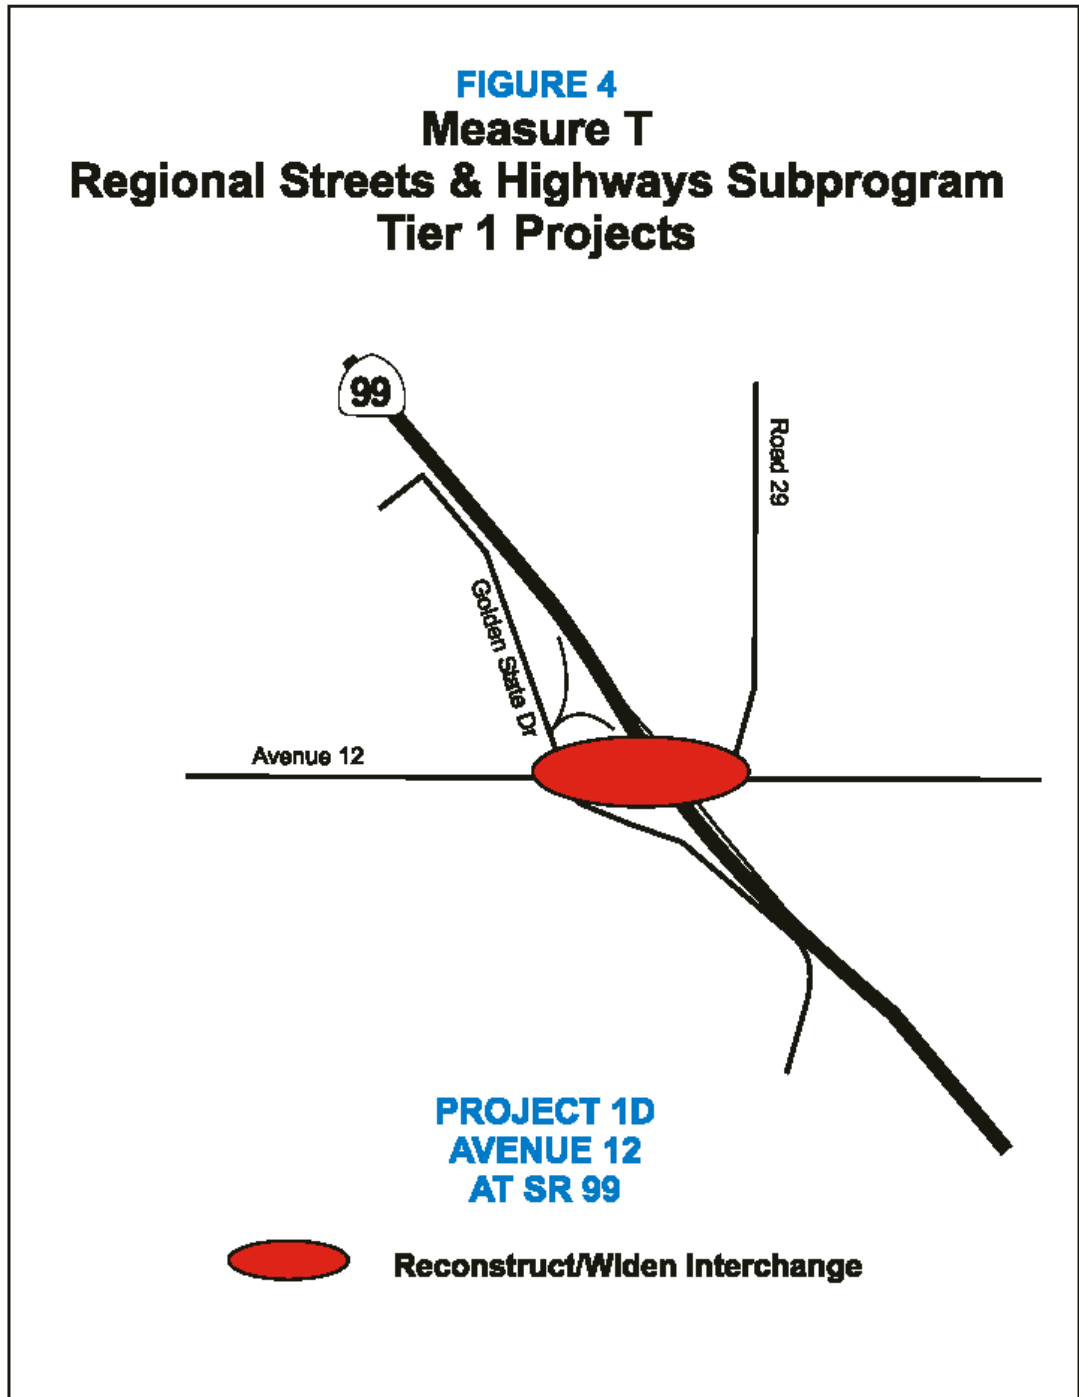 FIGURE 4
Measure T
Regional Streets & Highways Subprogram
Tier 1 Projects
99
Road 29
Golden State Dr
Avenue 12
PROJECT 1D
AVENUE 12
AT SR 99
Reconstruct/Widen Interchange